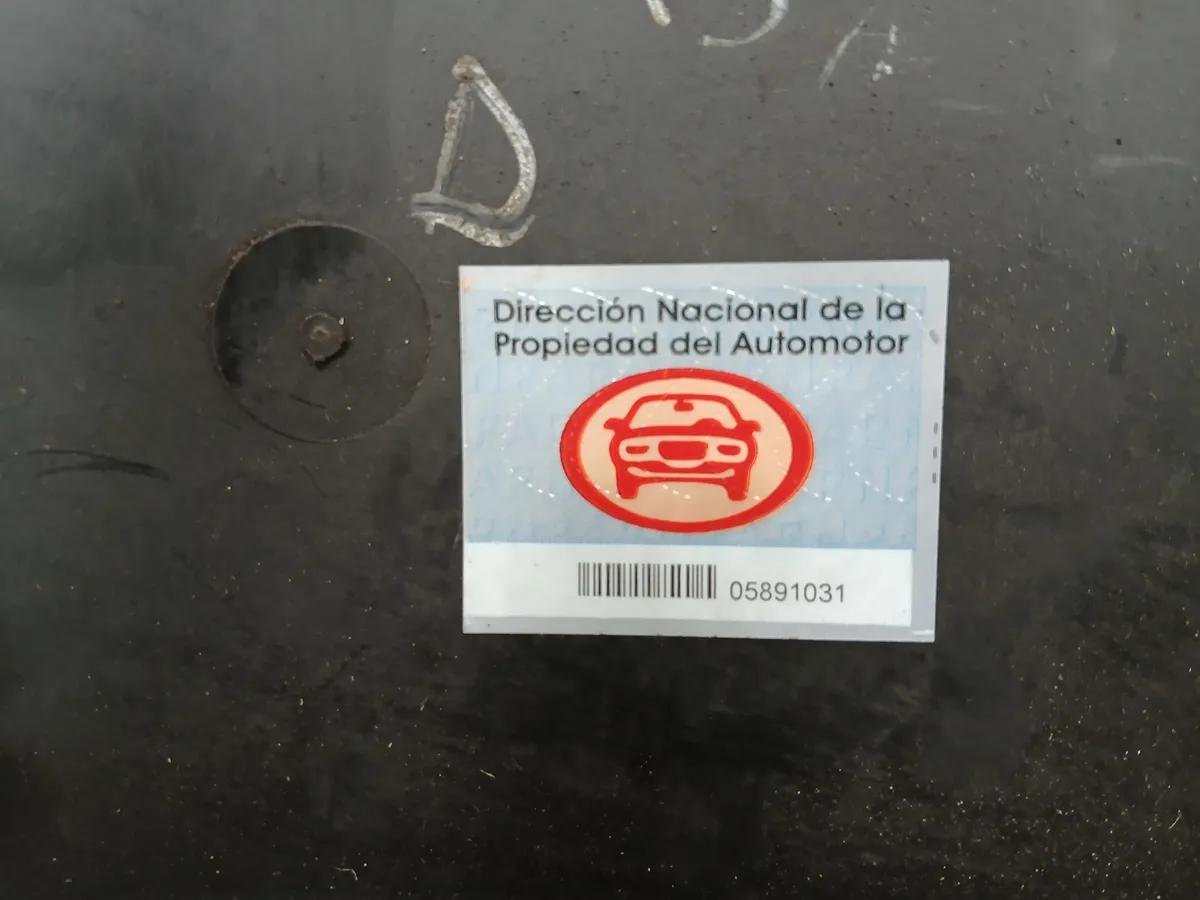 D
Dirección Nacional de la
Propiedad del Automotor
05891031